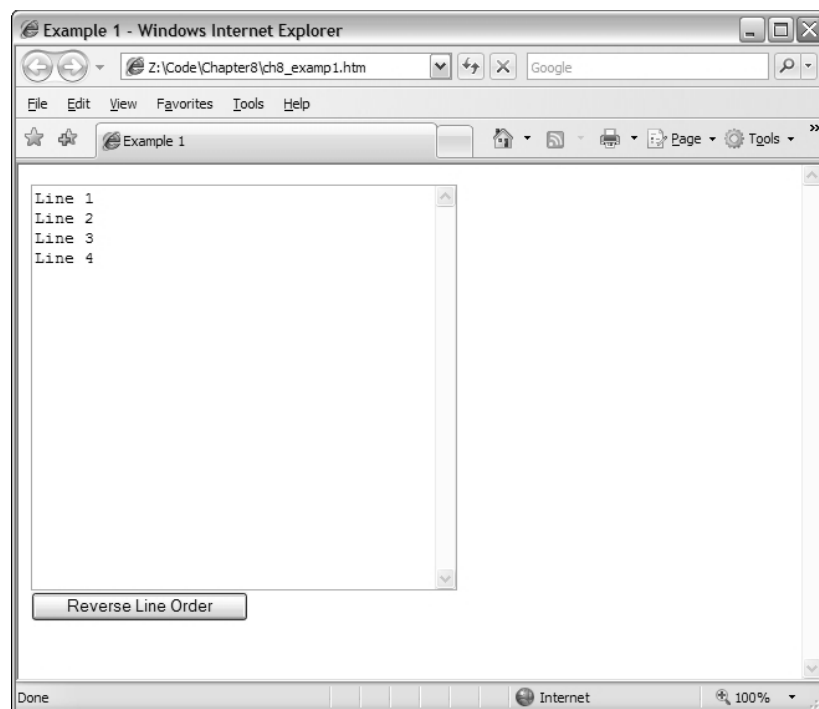 Example 1 - Windows Internet Explorer
Z:\Code\Chapter8\ch8_examp1.htm
Google
File Edit View Favorites Tools Help
Example 1
Page Tools »
Line 1
Line 2
Line 3
Line 4
Reverse Line Order
Done
Internet
100%